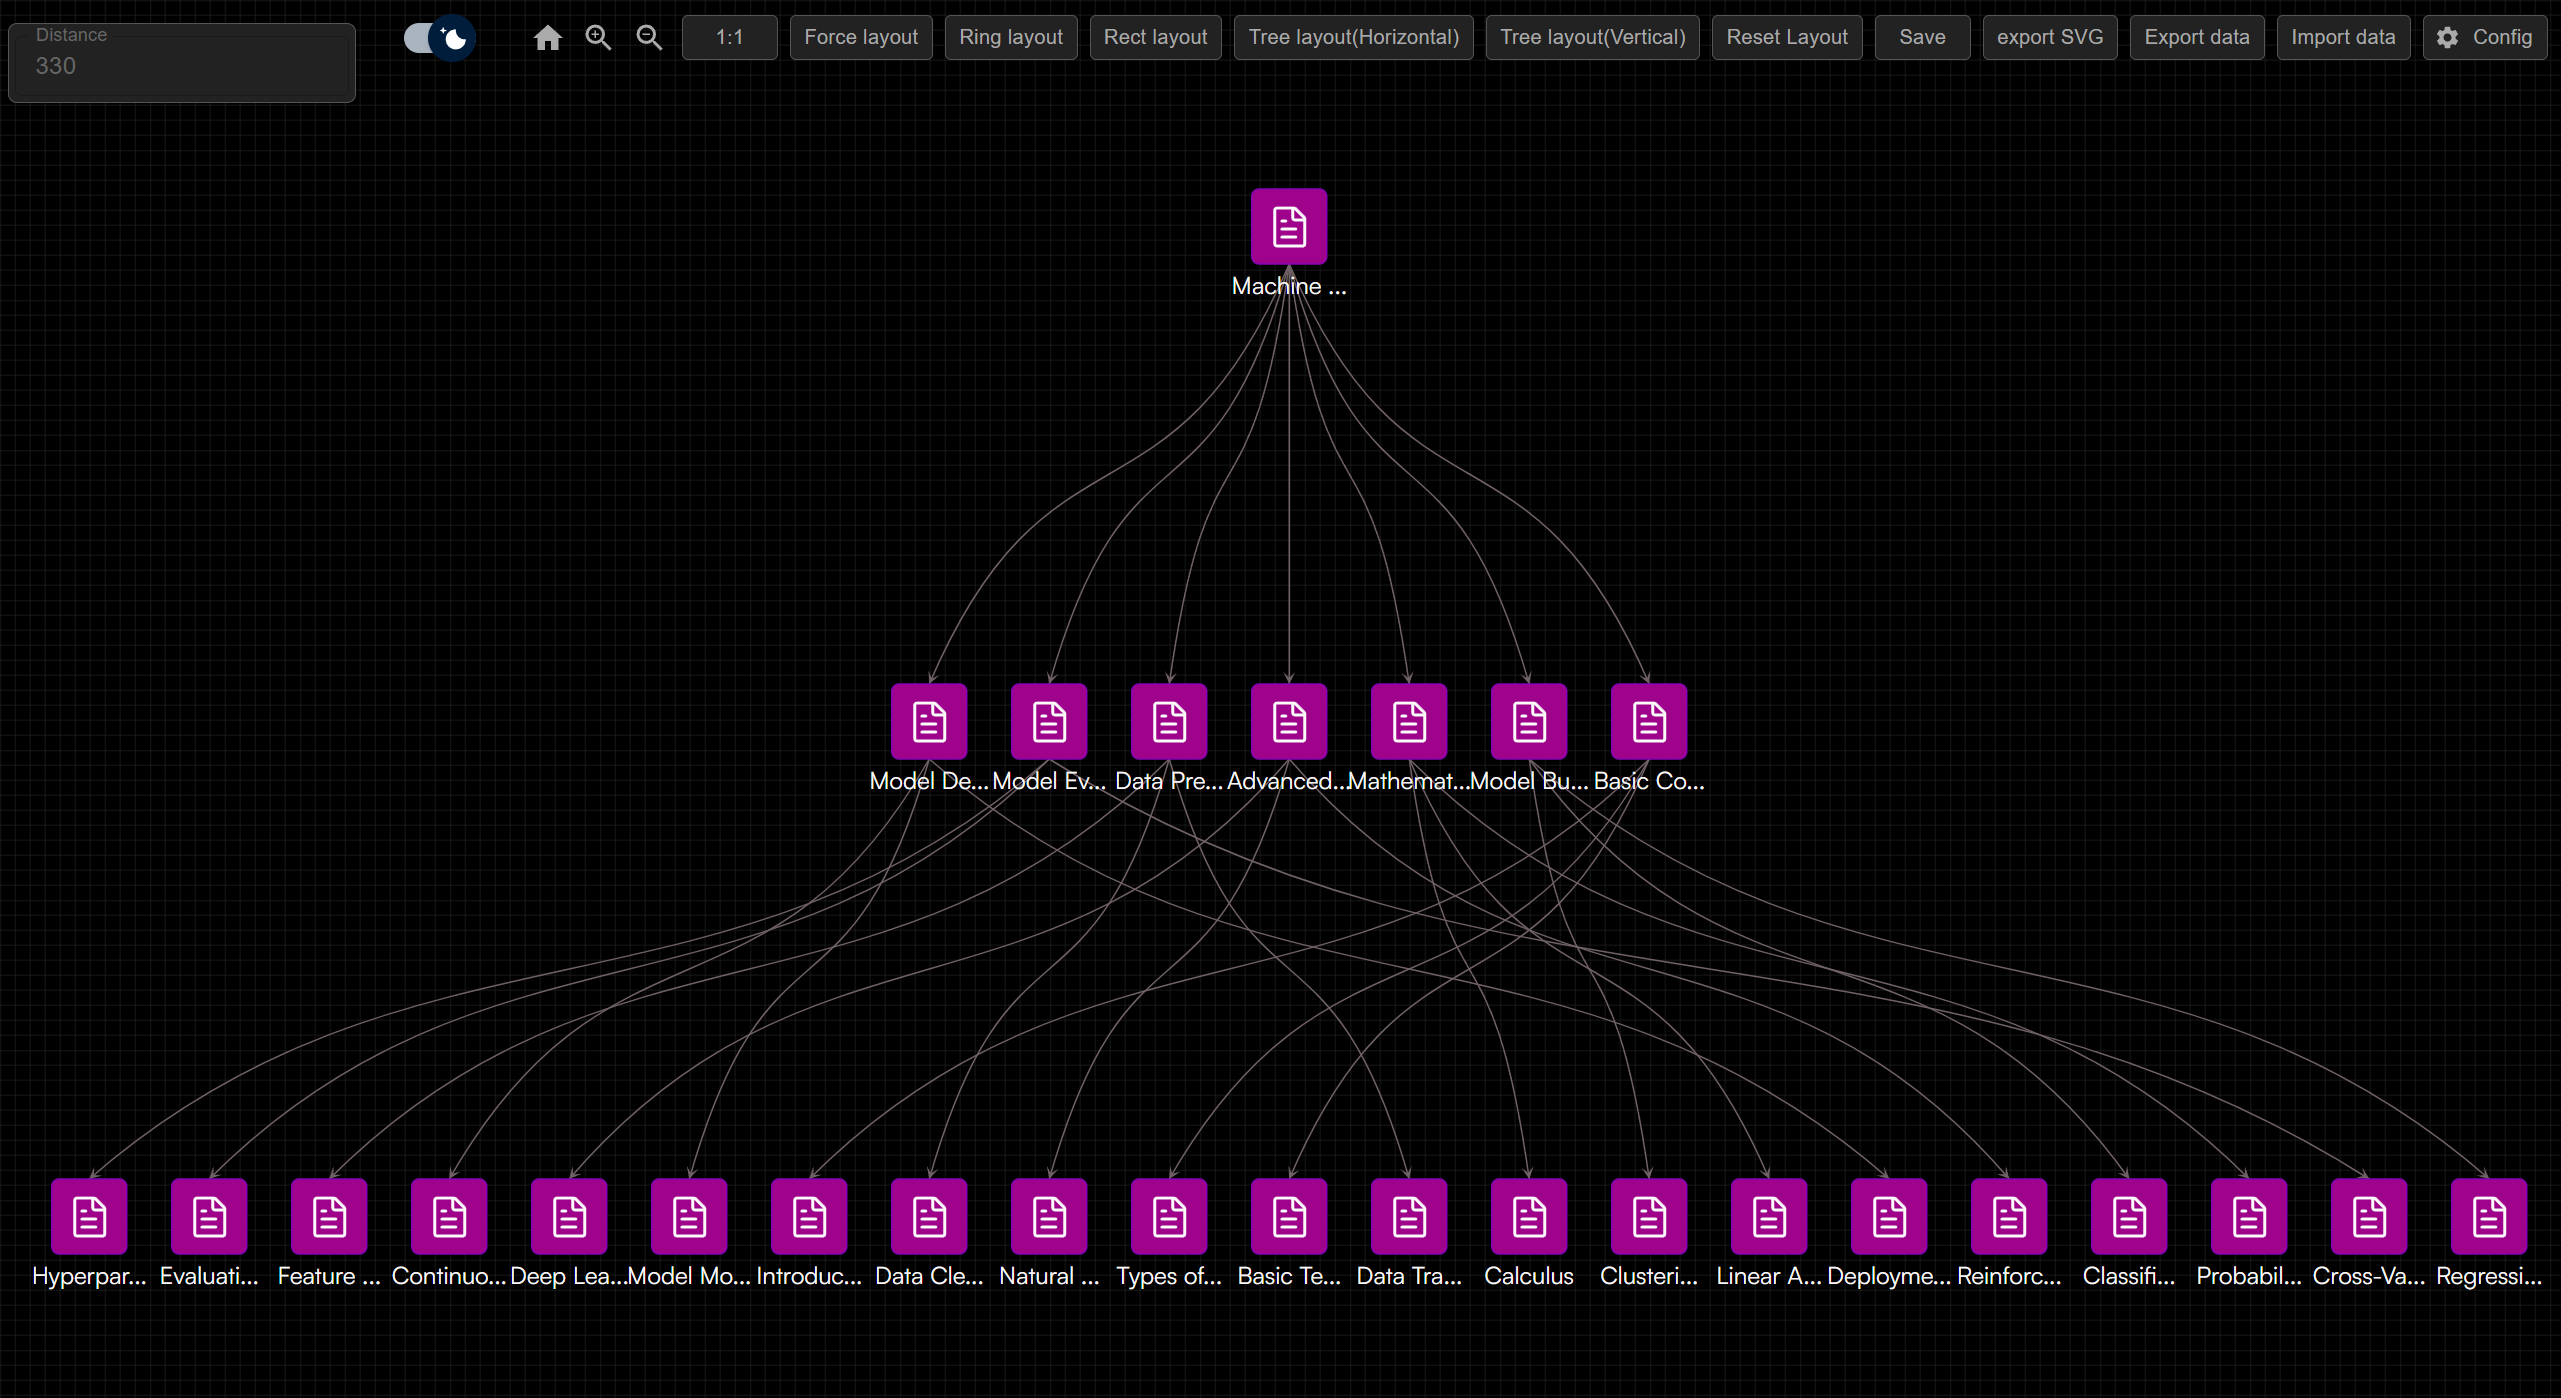 Distance
330
1:1
Force layout
Ring layout
Rect layout
Tree layout(Horizontal)
Tree layout(Vertical)
Reset Layout
Save
export SVG
Export data
Import data
Config
Machine ...
Model De...
Model Ev...
Data Pre...
Advanced...
Mathemat...
Model Bu...
Basic Co...
Hyperpar...
Evaluati...
Feature ...
Continuo...
Deep Lea...
Model Mo...
Introduc...
Data Cle...
Natural ...
Types of...
Basic Te...
Data Tra...
Calculus
Clusteri...
Linear A...
Deployme...
Reinforc...
Classifi...
Probabil...
Cross-Va...
Regressi...